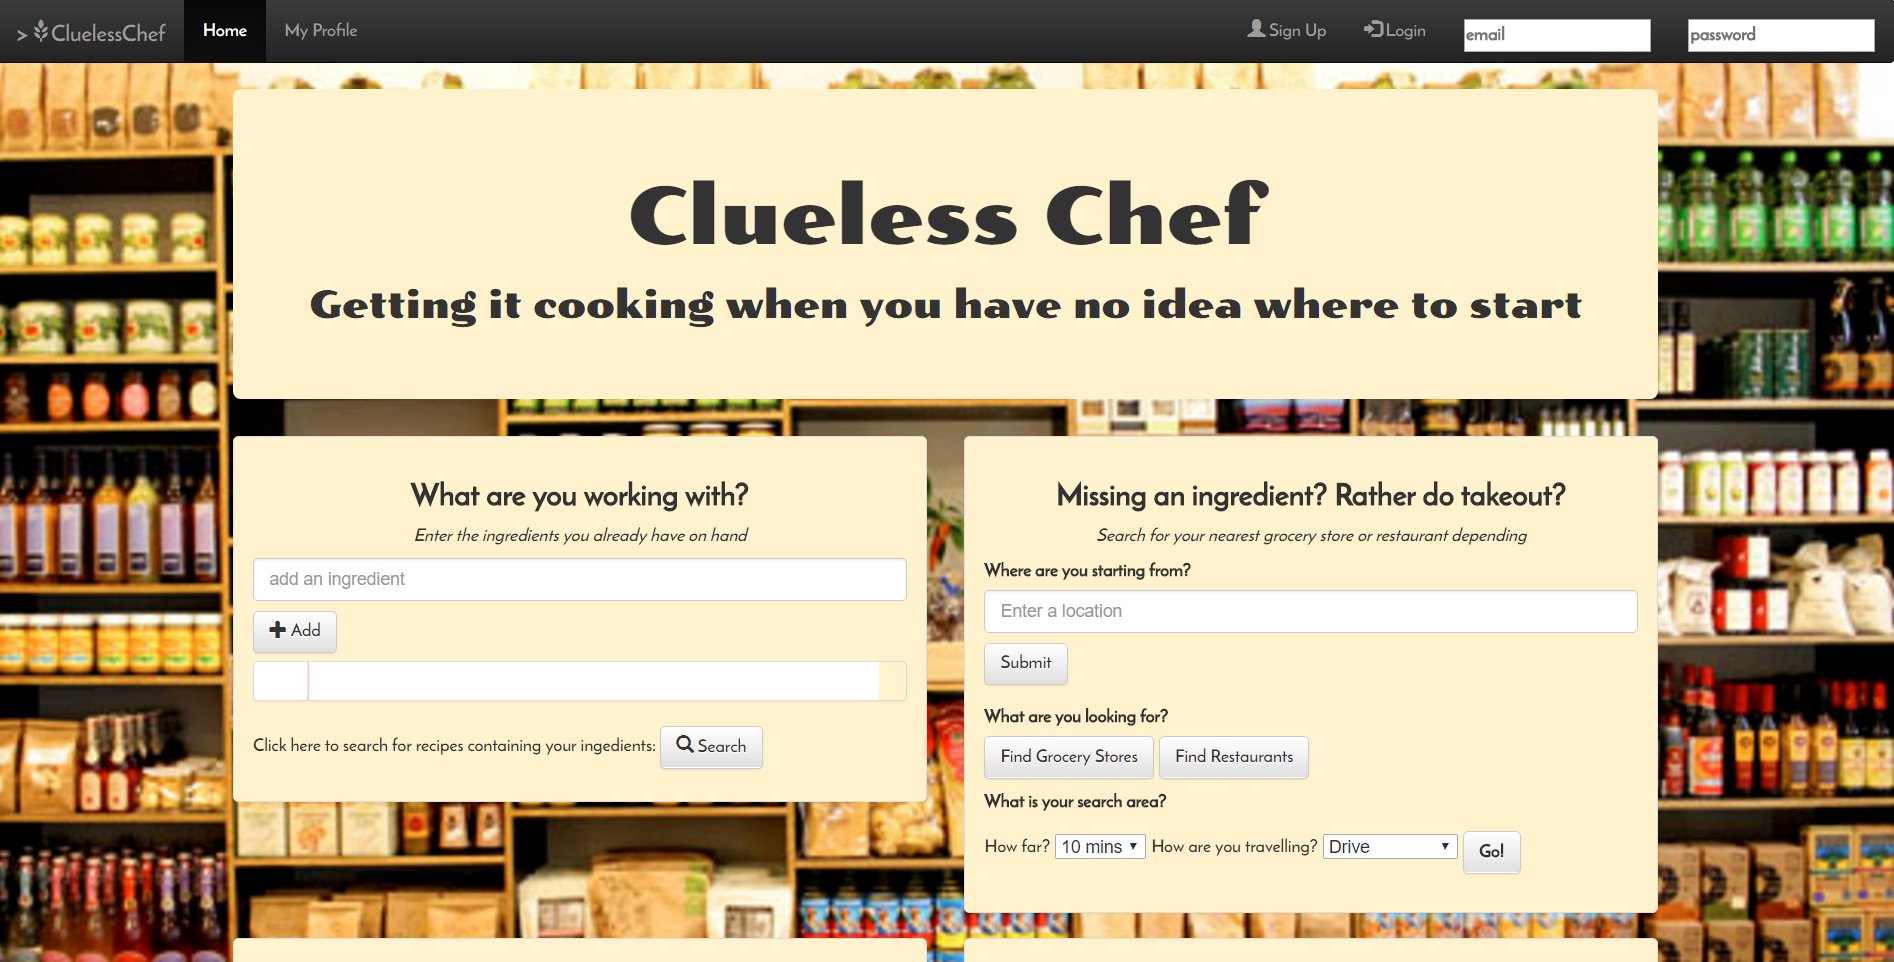 > CluelessChef Home My Profile Sign Up Login email password
Clueless Chef
Getting it cooking when you have no idea where to start
What are you working with?
Enter the ingredients you already have on hand
add an ingredient
Add
Click here to search for recipes containing your ingedients: Search
Missing an ingredient? Rather do takeout?
Search for your nearest grocery store or restaurant depending
Where are you starting from?
Enter a location
Submit
What are you looking for?
Find Grocery Stores Find Restaurants
What is your search area?
How far? 10 mins How are you travelling? Drive Go!